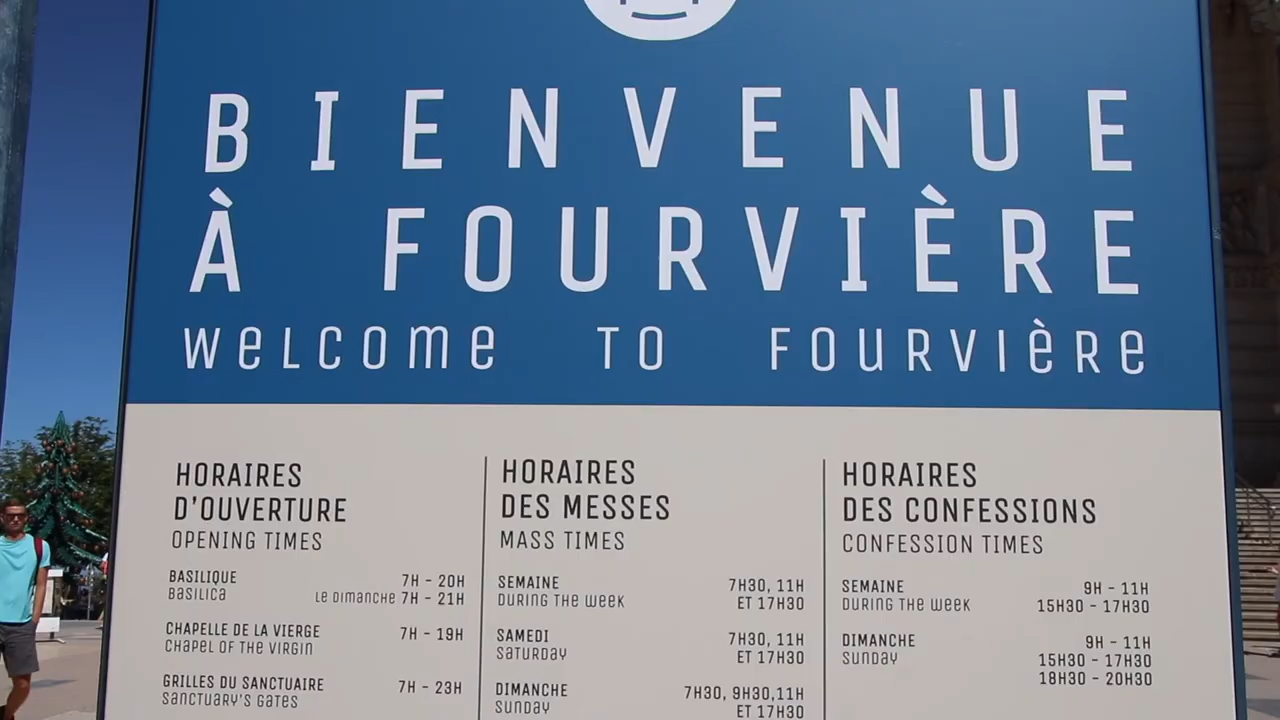 BIENVENUE
À FOURVIÈRE
WELCOME TO FOURVIÈRE
HORAIRES
D'OUVERTURE
OPENING TIMES
BASILIQUE 7H - 20H
BASILICA LE DIMANCHE 7H - 21H
CHAPELLE DE LA VIERGE 7H - 19H
CHAPEL OF THE VIRGIN
GRILLES DU SANCTUAIRE 7H - 23H
SANCTUARY'S GATES
HORAIRES
DES MESSES
MASS TIMES
SEMAINE 7H30, 11H
DURING THE WEEK ET 17H30
SAMEDI 7H30, 11H
SATURDAY ET 17H30
DIMANCHE 7H30, 9H30,11H
SUNDAY ET 17H30
HORAIRES
DES CONFESSIONS
CONFESSION TIMES
SEMAINE 9H - 11H
DURING THE WEEK 15H30 - 17H30
DIMANCHE 9H - 11H
SUNDAY 15H30 - 17H30
18H30 - 20H30